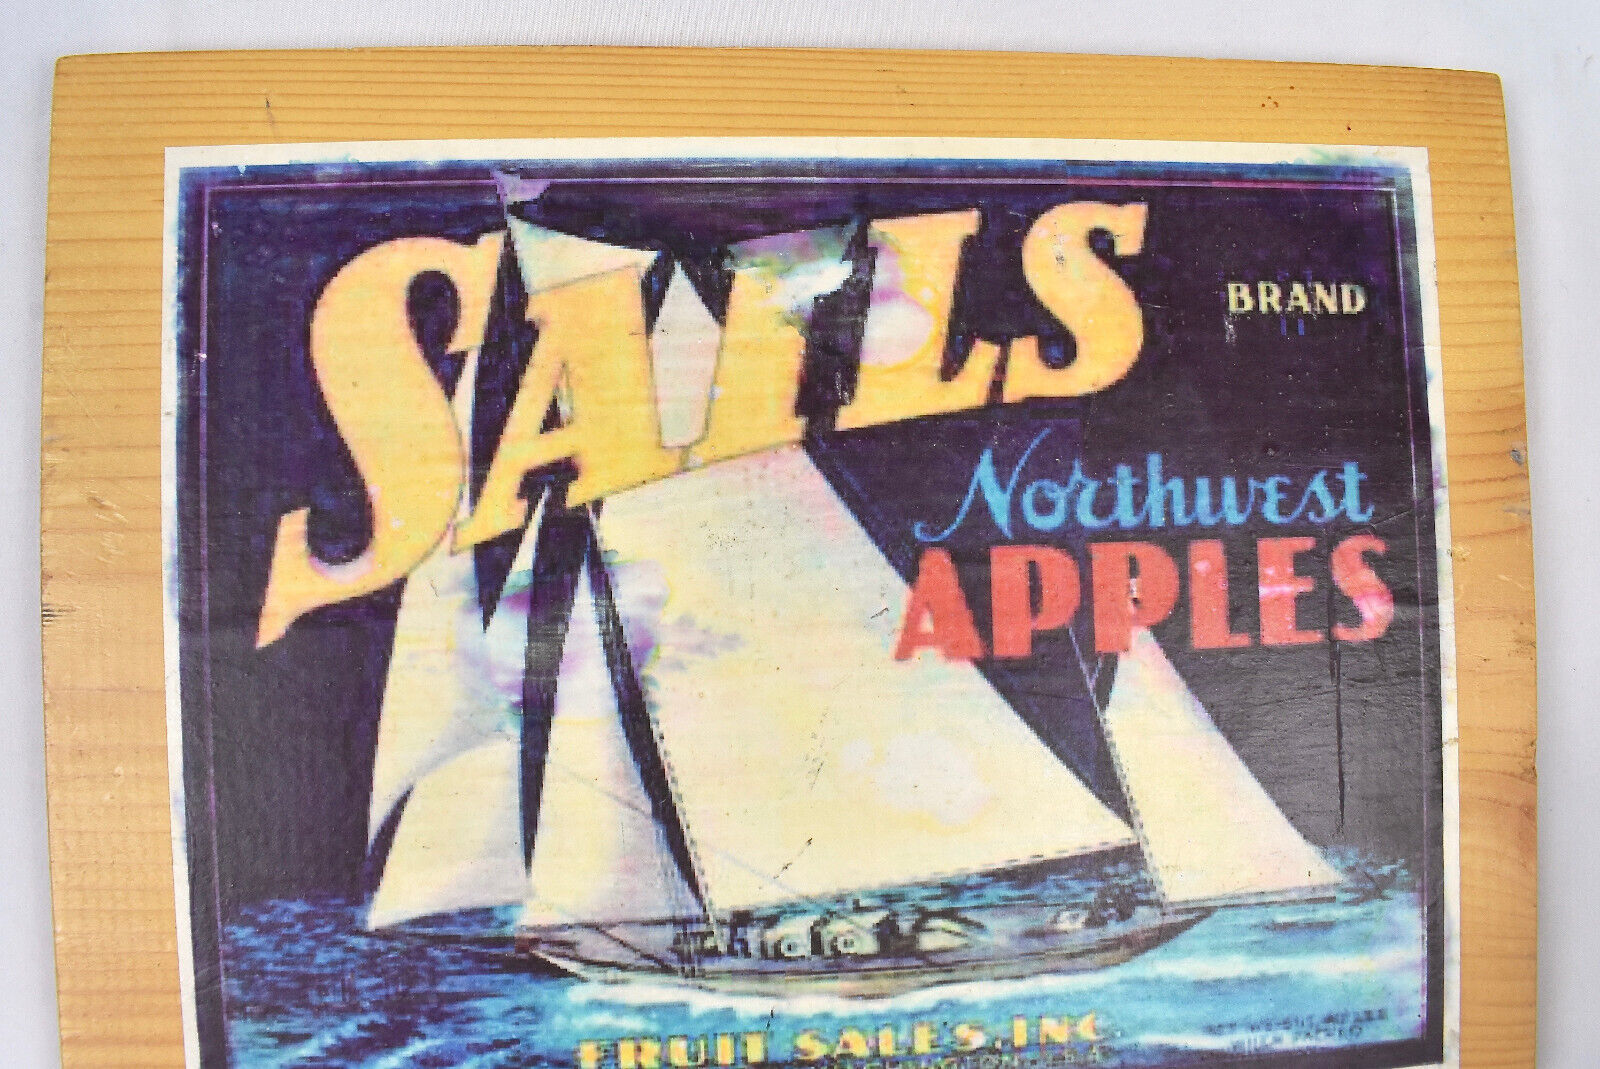 SAILS
BRAND
Northwest
APPLES
FRUIT SALES, INC.